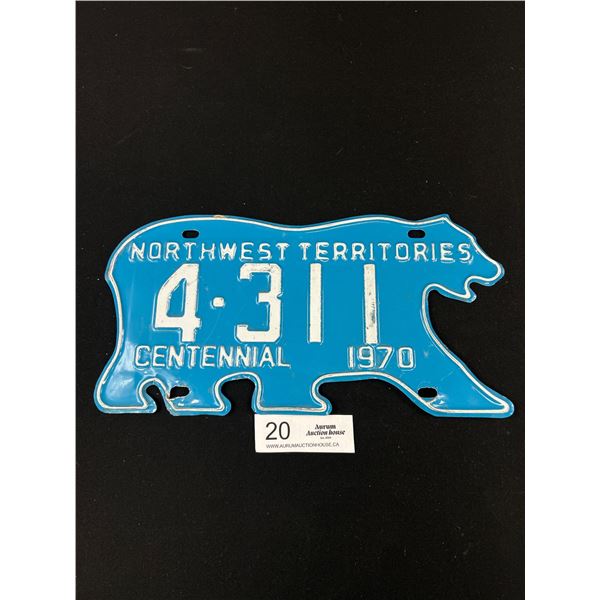 NORTHWEST TERRITORIES
4·311
CENTENNIAL 1970
20
Aurum
Auction house
WWW.AURUMAUCTIONHOUSE.CA